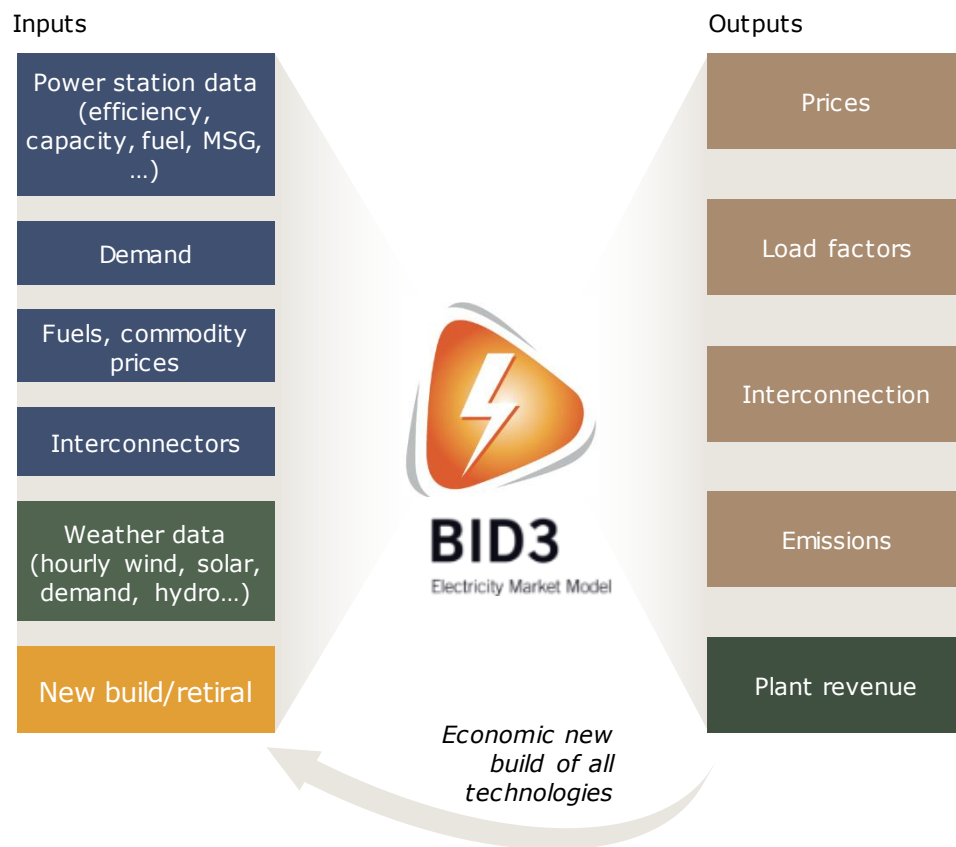 Inputs
Power station data
(efficiency,
capacity, fuel, MSG,
…)
Demand
Fuels, commodity
prices
Interconnectors
Weather data
(hourly wind, solar,
demand, hydro…)
New build/retiral
BID3
Electricity Market Model
Economic new
build of all
technologies
Outputs
Prices
Load factors
Interconnection
Emissions
Plant revenue